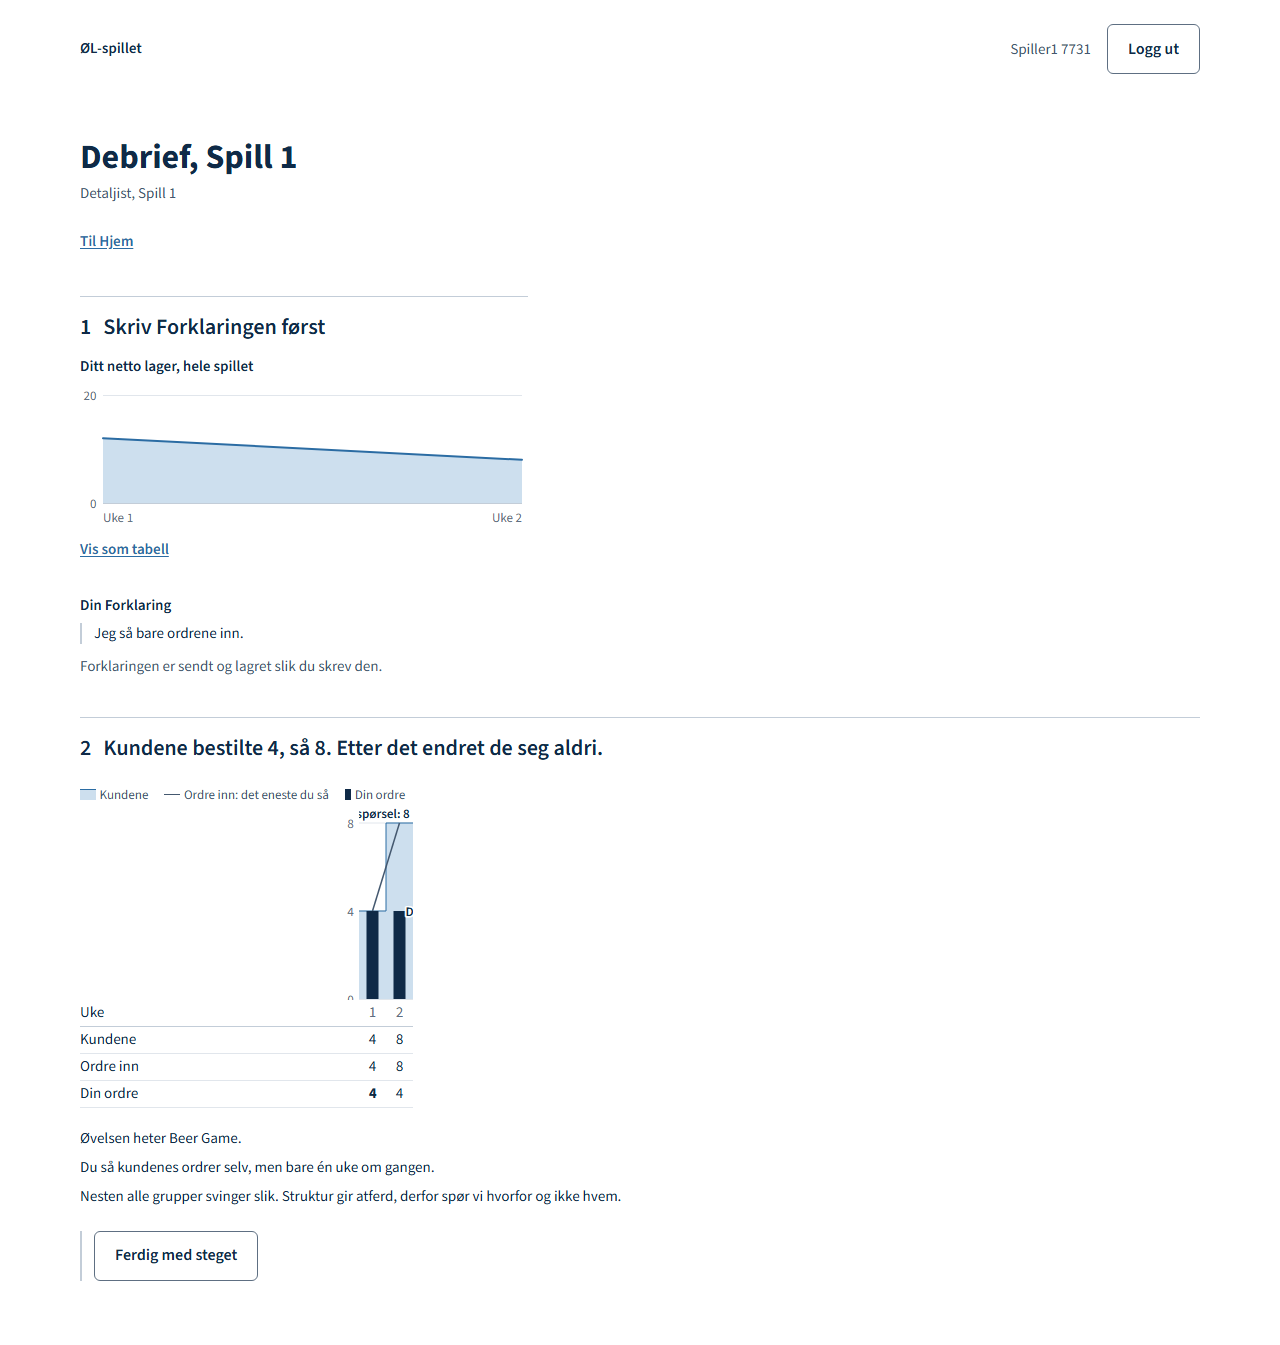 ØL-spillet
Spiller1 7731
Logg ut
Debrief, Spill 1
Detaljist, Spill 1
Til Hjem
1 Skriv Forklaringen først
Ditt netto lager, hele spillet
20
0
Uke 1 Uke 2
Vis som tabell
Din Forklaring
Jeg så bare ordrene inn.
Forklaringen er sendt og lagret slik du skrev den.
2 Kundene bestilte 4, så 8. Etter det endret de seg aldri.
Kundene Ordre inn: det eneste du så Din ordre
spørsel: 8
8
4
D
0
Uke 1 2
Kundene 4 8
Ordre inn 4 8
Din ordre 4 4
Øvelsen heter Beer Game.
Du så kundenes ordrer selv, men bare én uke om gangen.
Nesten alle grupper svinger slik. Struktur gir atferd, derfor spør vi hvorfor og ikke hvem.
Ferdig med steget